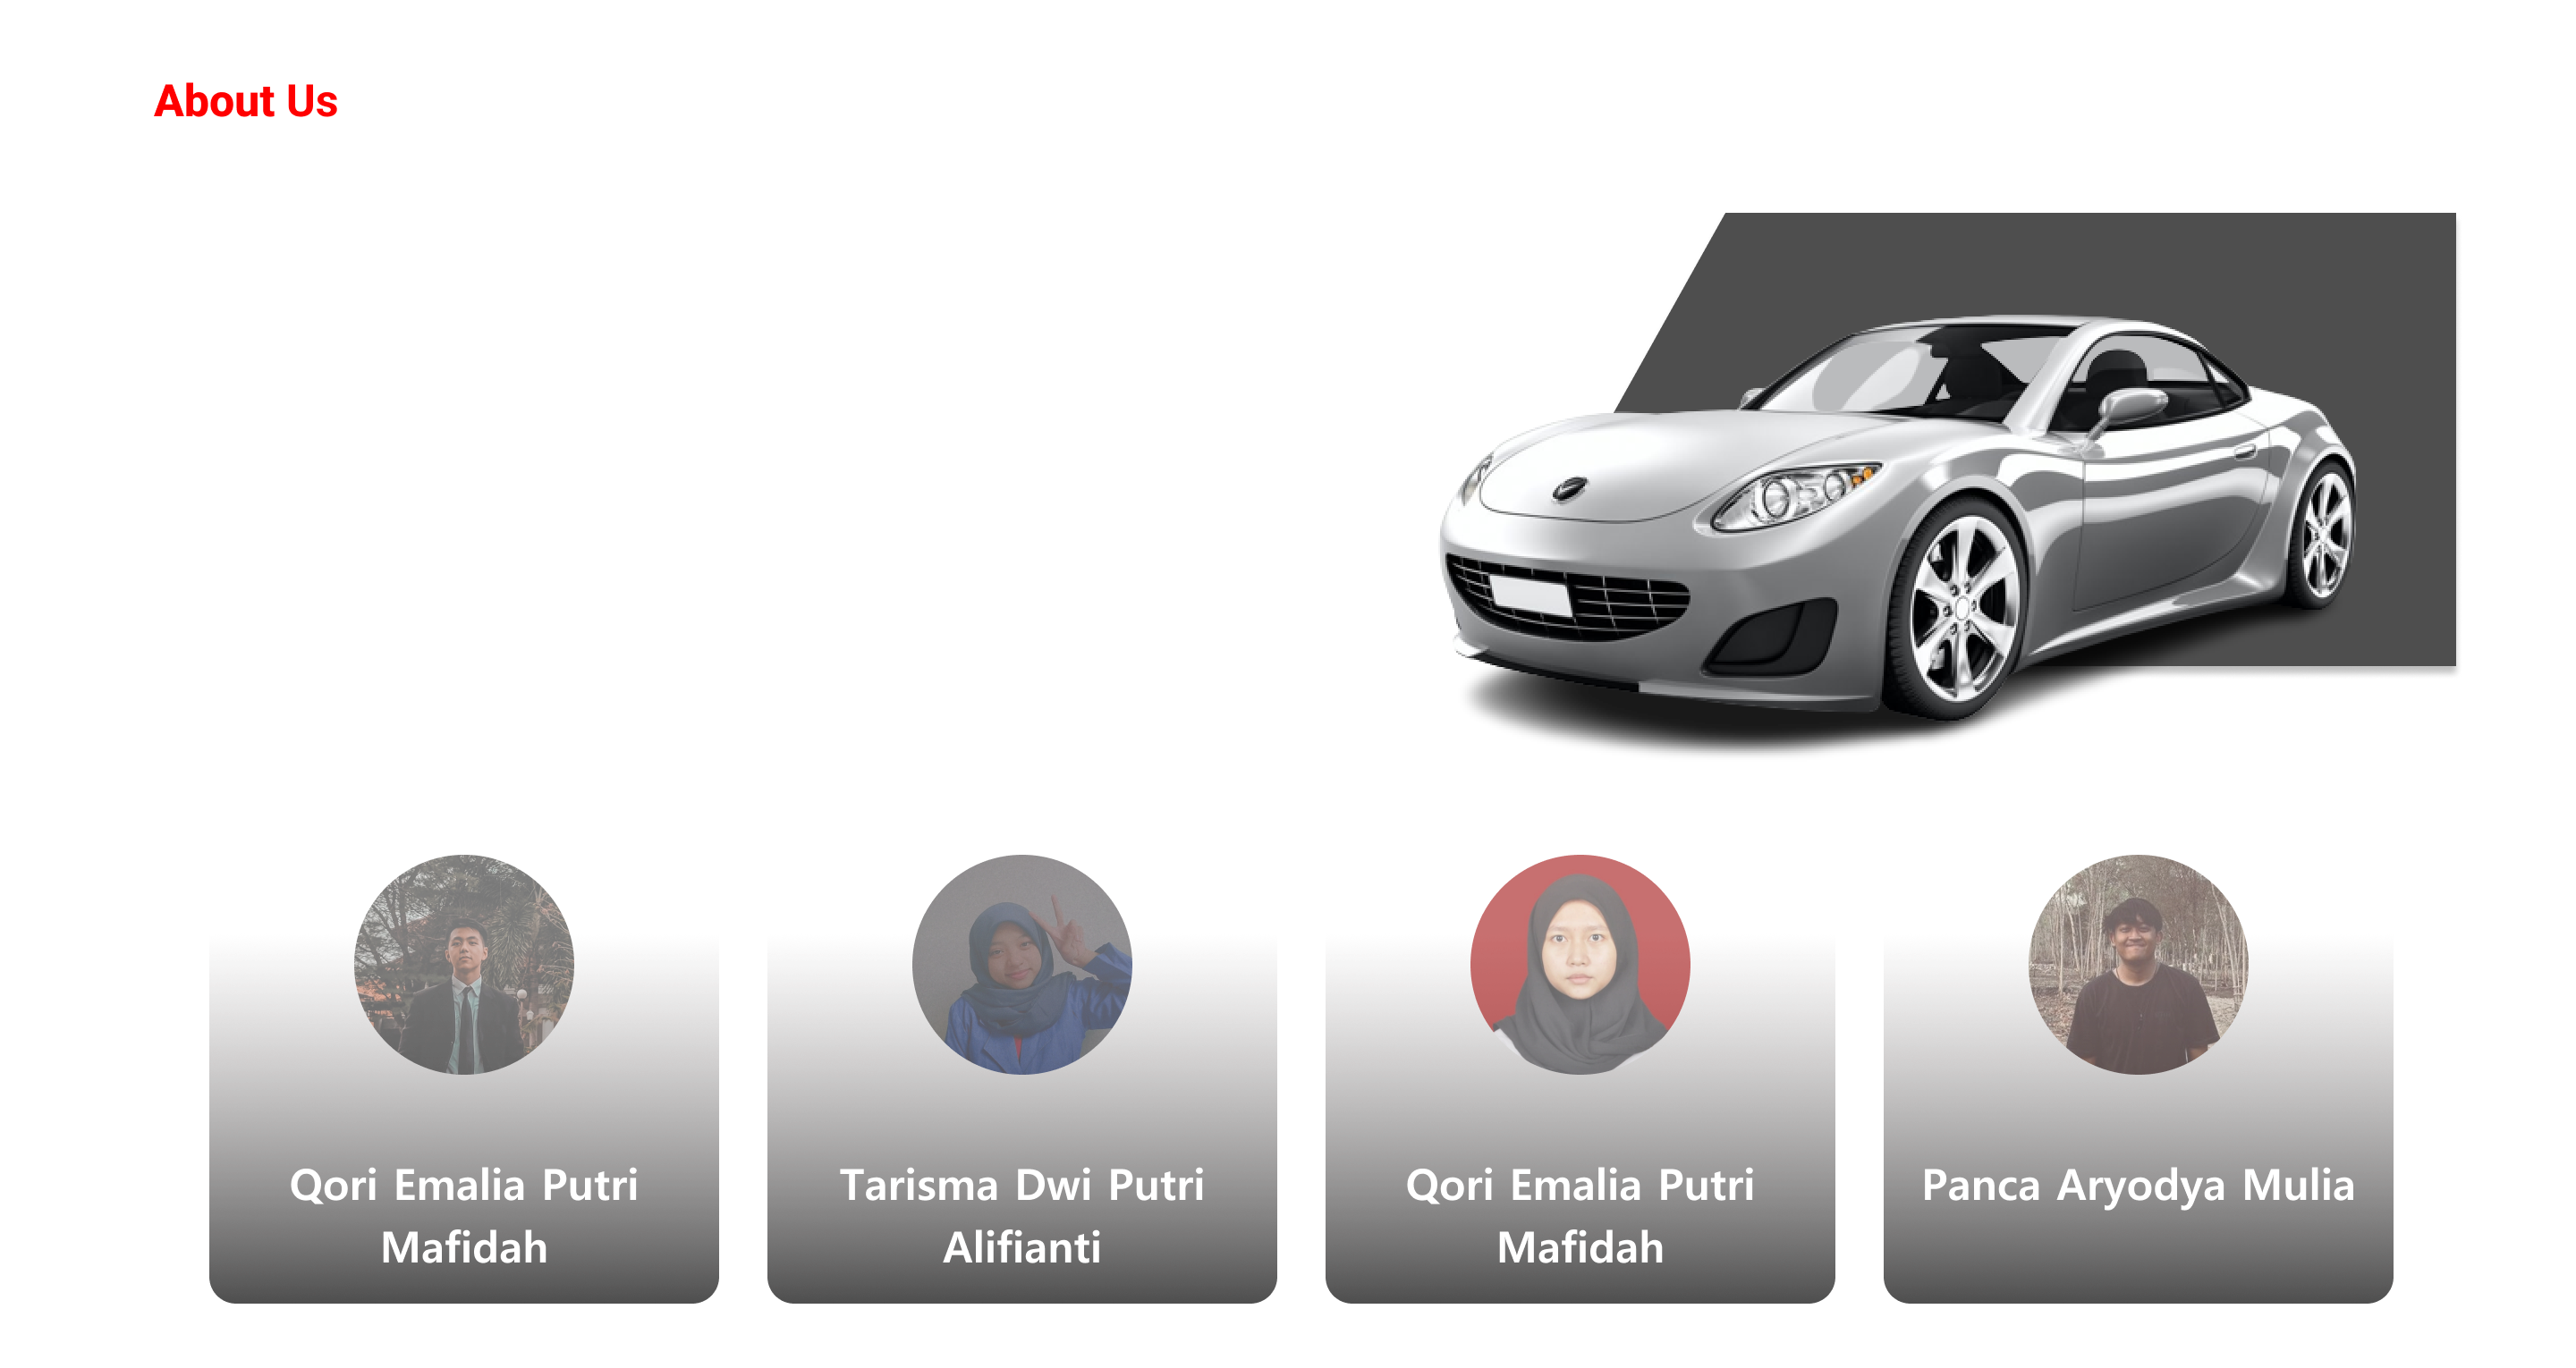 About Us
Qori Emalia Putri
Mafidah
Tarisma Dwi Putri
Alifianti
Qori Emalia Putri
Mafidah
Panca Aryodya Mulia